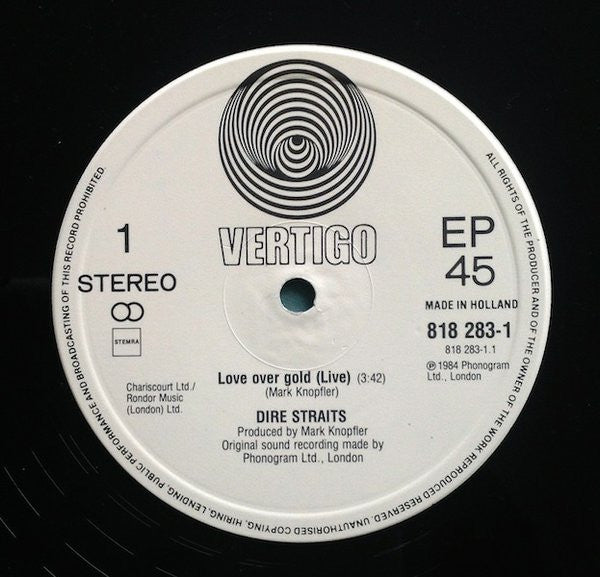 VERTIGO
1
STEREO
STEMRA
EP
45
MADE IN HOLLAND
818 283-1
818 283-1.1
℗ 1984 Phonogram
Ltd., London
Chariscourt Ltd./
Rondor Music
(London) Ltd.
Love over gold (Live) (3:42)
(Mark Knopfler)
DIRE STRAITS
Produced by Mark Knopfler
Original sound recording made by
Phonogram Ltd., London
ALL RIGHTS OF THE PRODUCER AND OF THE OWNER OF THE WORK REPRODUCED RESERVED. UNAUTHORISED COPYING, HIRING, LENDING, PUBLIC PERFORMANCE AND BROADCASTING OF THIS RECORD PROHIBITED.